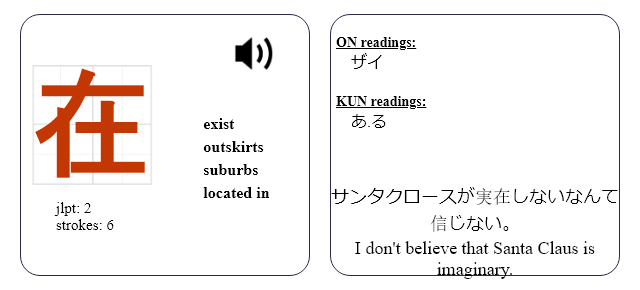 在
exist
outskirts
suburbs
located in
jlpt: 2
strokes: 6
ON readings:
ザイ
KUN readings:
あ.る
サンタクロースが実在しないなんて
信じない。
I don't believe that Santa Claus is
imaginary.